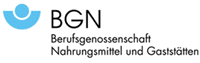 BGN
Berufsgenossenschaft
Nahrungsmittel und Gaststätten